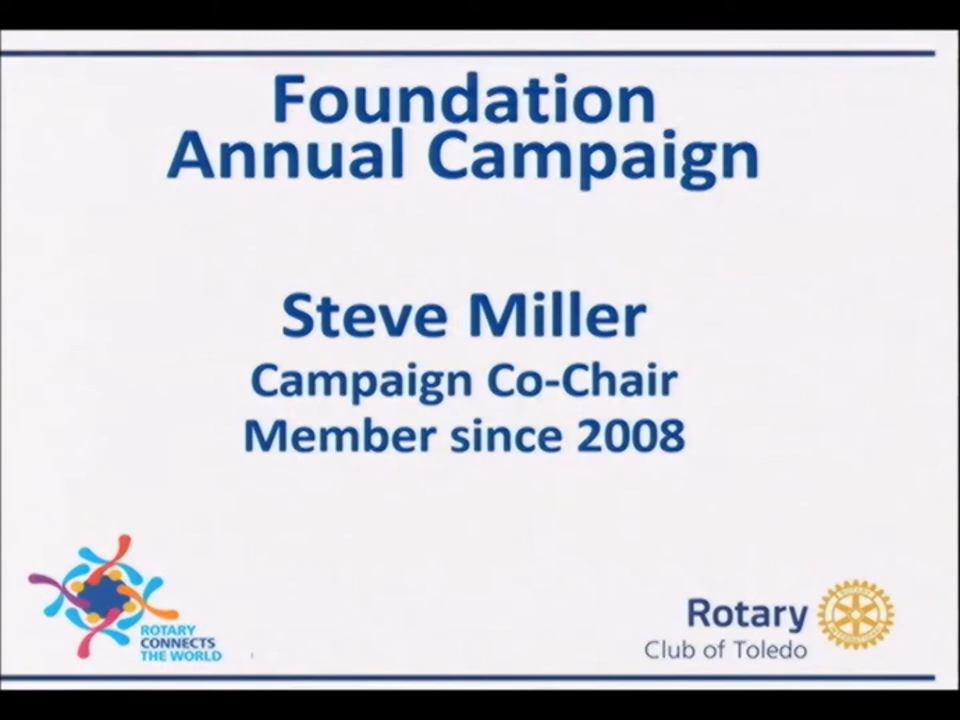 Foundation
Annual Campaign
Steve Miller
Campaign Co-Chair
Member since 2008
ROTARY
CONNECTS
THE WORLD
Rotary
Club of Toledo